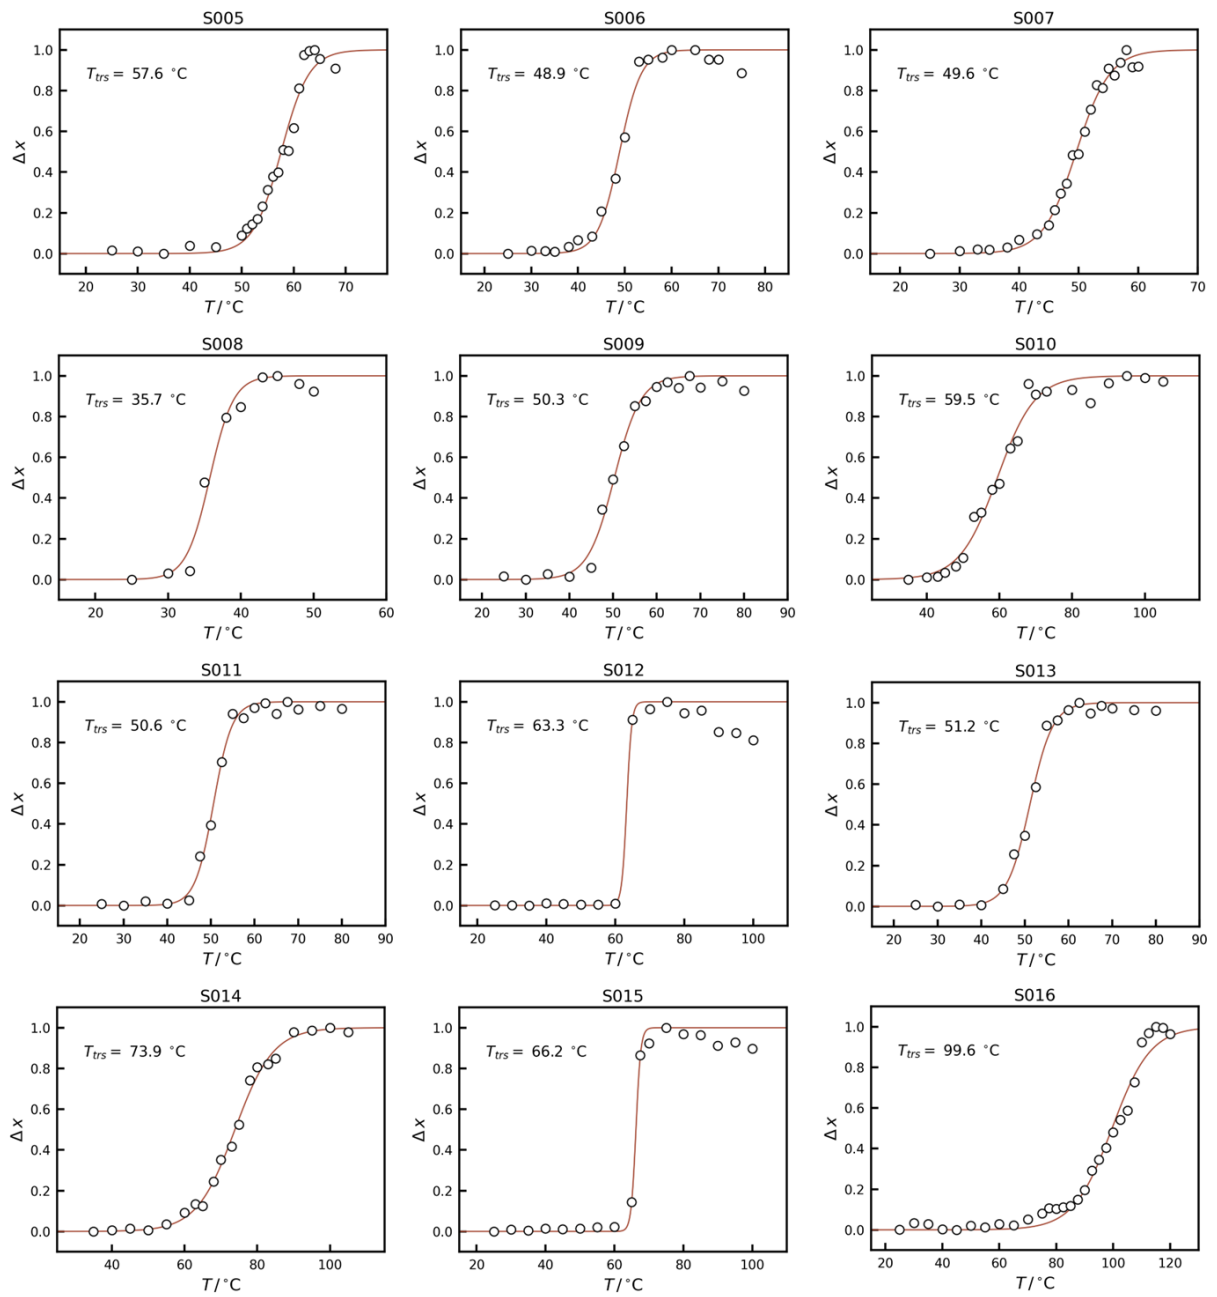 S005
S006
S007
T_trs = 57.6 °C
T_trs = 48.9 °C
T_trs = 49.6 °C
1.0
0.8
0.6
0.4
0.2
0.0
Δx
20 30 40 50 60 70
T/°C
1.0
0.8
0.6
0.4
0.2
0.0
Δx
20 30 40 50 60 70 80
T/°C
1.0
0.8
0.6
0.4
0.2
0.0
Δx
20 30 40 50 60 70
T/°C
S008
S009
S010
T_trs = 35.7 °C
T_trs = 50.3 °C
T_trs = 59.5 °C
1.0
0.8
0.6
0.4
0.2
0.0
Δx
20 30 40 50 60
T/°C
1.0
0.8
0.6
0.4
0.2
0.0
Δx
20 30 40 50 60 70 80 90
T/°C
1.0
0.8
0.6
0.4
0.2
0.0
Δx
40 60 80 100
T/°C
S011
S012
S013
T_trs = 50.6 °C
T_trs = 63.3 °C
T_trs = 51.2 °C
1.0
0.8
0.6
0.4
0.2
0.0
Δx
20 30 40 50 60 70 80 90
T/°C
1.0
0.8
0.6
0.4
0.2
0.0
Δx
20 40 60 80 100
T/°C
1.0
0.8
0.6
0.4
0.2
0.0
Δx
20 30 40 50 60 70 80 90
T/°C
S014
S015
S016
T_trs = 73.9 °C
T_trs = 66.2 °C
T_trs = 99.6 °C
1.0
0.8
0.6
0.4
0.2
0.0
Δx
40 60 80 100
T/°C
1.0
0.8
0.6
0.4
0.2
0.0
Δx
20 40 60 80 100
T/°C
1.0
0.8
0.6
0.4
0.2
0.0
Δx
20 40 60 80 100 120
T/°C